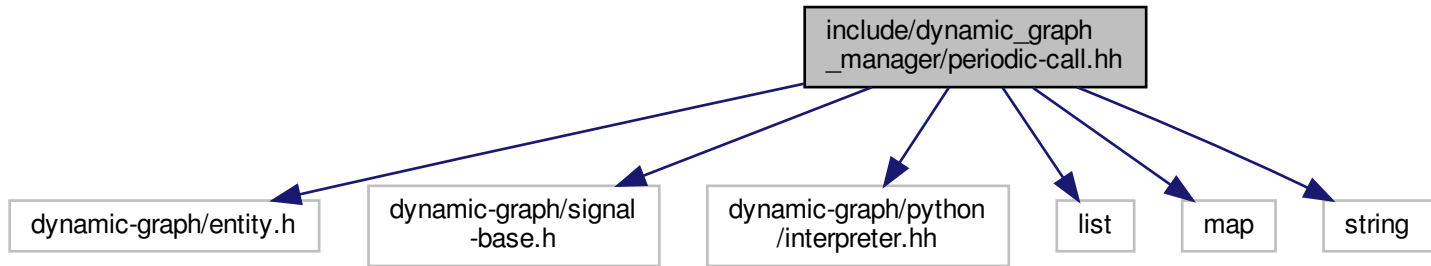 include/dynamic_graph
_manager/periodic-call.hh
dynamic-graph/entity.h
dynamic-graph/signal
-base.h
dynamic-graph/python
/interpreter.hh
list
map
string